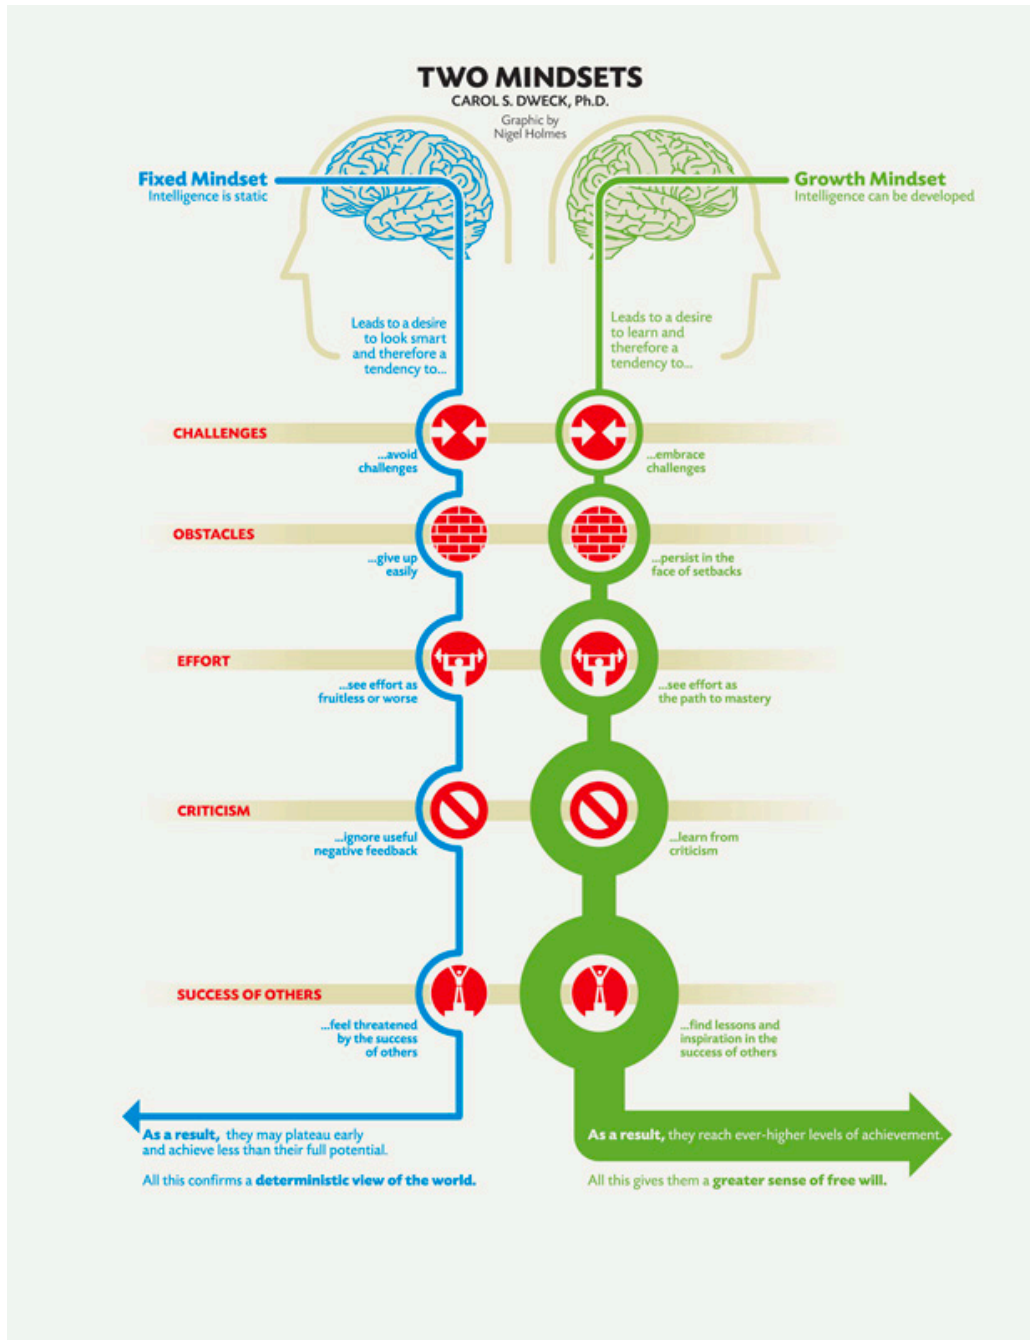 TWO MINDSETS
CAROL S. DWECK, Ph.D.
Graphic by
Nigel Holmes
Fixed Mindset
Intelligence is static
Growth Mindset
Intelligence can be developed
Leads to a desire
to look smart
and therefore a
tendency to...
Leads to a desire
to learn and
therefore a
tendency to...
CHALLENGES
...avoid
challenges
...embrace
challenges
OBSTACLES
...give up
easily
...persist in the
face of setbacks
EFFORT
...see effort as
fruitless or worse
...see effort as
the path to mastery
CRITICISM
...ignore useful
negative feedback
...learn from
criticism
SUCCESS OF OTHERS
...feel threatened
by the success
of others
...find lessons and
inspiration in the
success of others
As a result, they may plateau early
and achieve less than their full potential.
All this confirms a deterministic view of the world.
As a result, they reach ever-higher levels of achievement.
All this gives them a greater sense of free will.